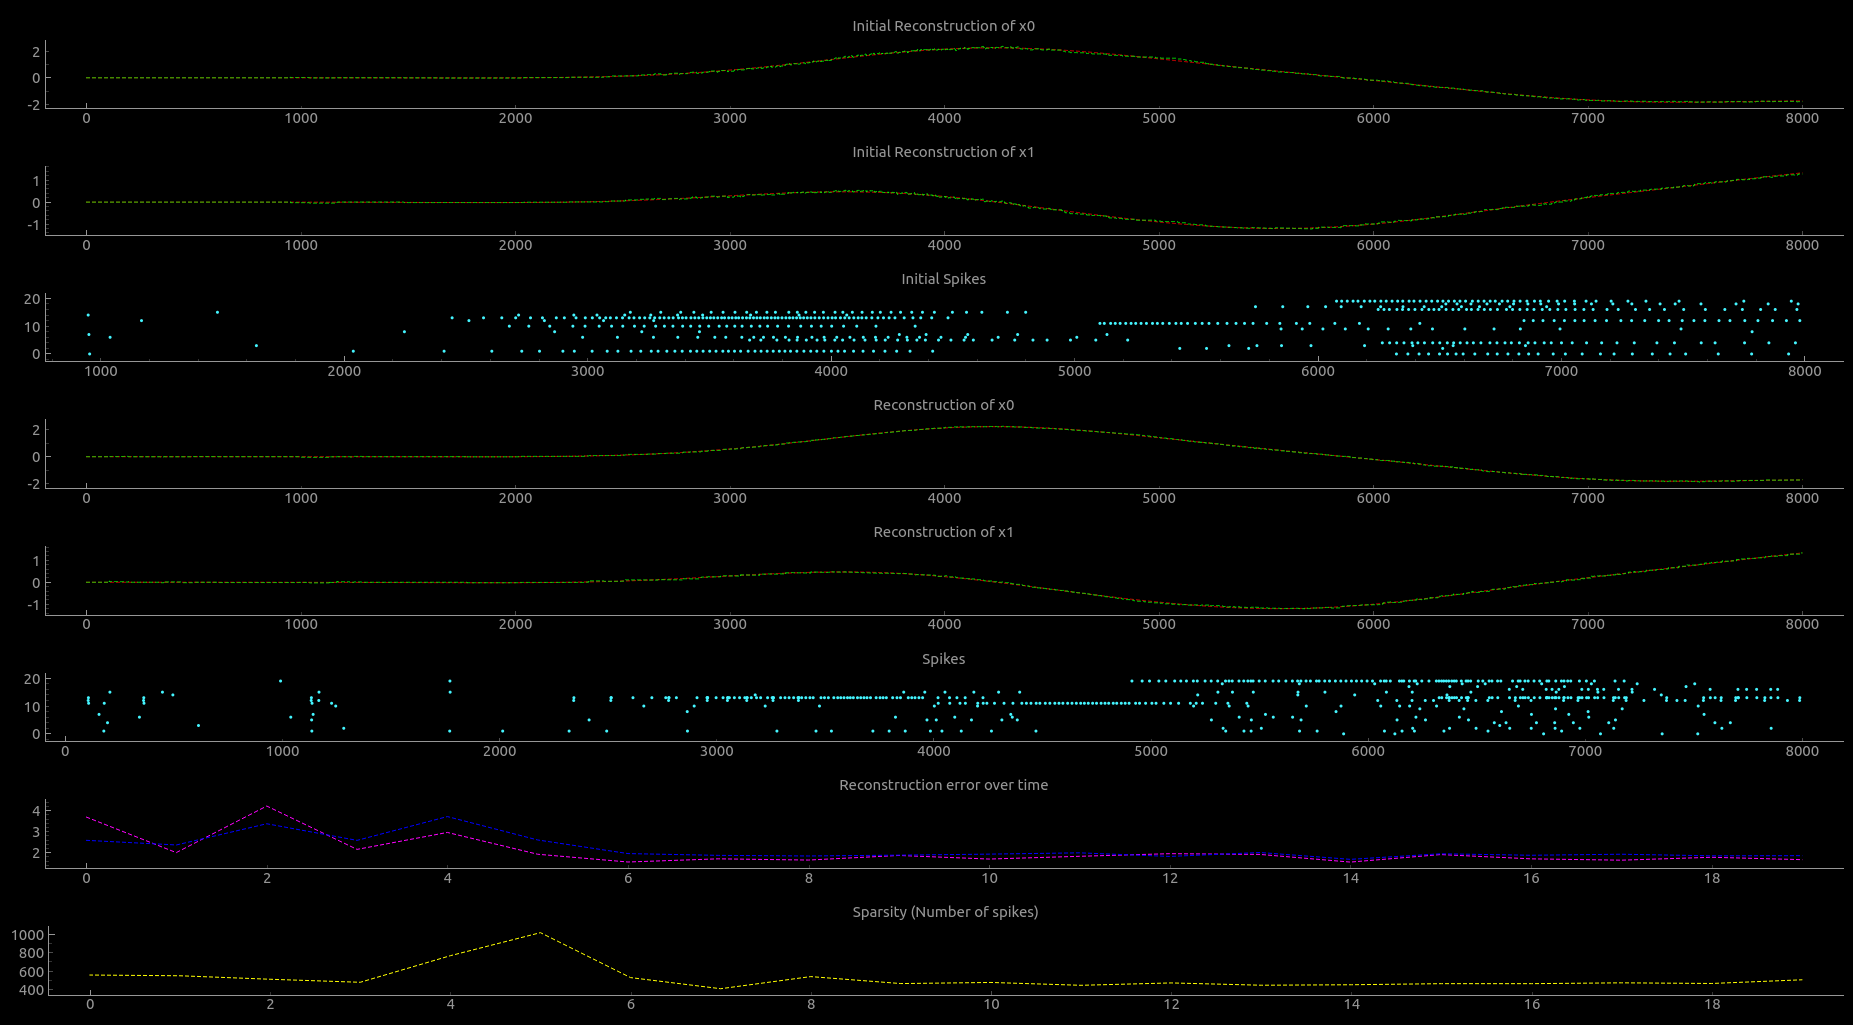 Initial Reconstruction of x0
2
0
-2
0 1000 2000 3000 4000 5000 6000 7000 8000
Initial Reconstruction of x1
1
0
-1
0 1000 2000 3000 4000 5000 6000 7000 8000
Initial Spikes
20
10
0
1000 2000 3000 4000 5000 6000 7000 8000
Reconstruction of x0
2
0
-2
0 1000 2000 3000 4000 5000 6000 7000 8000
Reconstruction of x1
1
0
-1
0 1000 2000 3000 4000 5000 6000 7000 8000
Spikes
20
10
0
0 1000 2000 3000 4000 5000 6000 7000 8000
Reconstruction error over time
4
3
2
0 2 4 6 8 10 12 14 16 18
Sparsity (Number of spikes)
1000
800
600
400
0 2 4 6 8 10 12 14 16 18